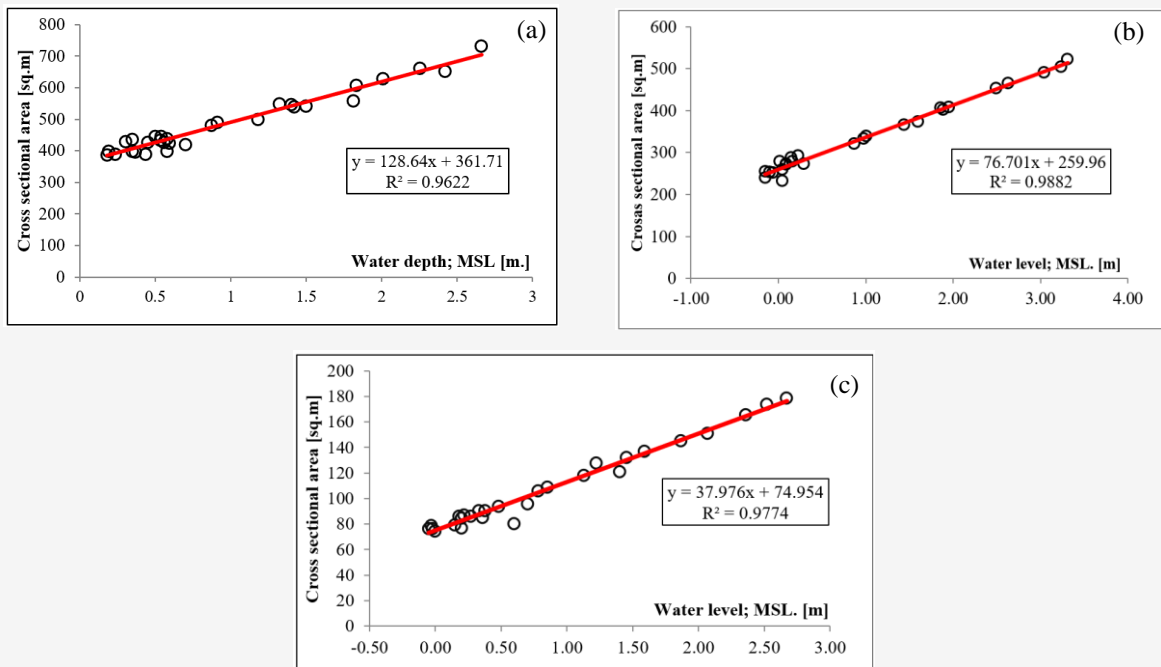 (a)
Cross sectional area [sq.m]
800
700
600
500
400
300
200
100
0
y = 128.64x + 361.71
R² = 0.9622
Water depth; MSL [m.]
0 0.5 1 1.5 2 2.5 3
(b)
Crosas sectional area [sq.m]
600
500
400
300
200
100
0
y = 76.701x + 259.96
R² = 0.9882
Water level; MSL. [m]
-1.00 0.00 1.00 2.00 3.00 4.00
(c)
Cross sectional area [sq.m]
200
180
160
140
120
100
80
60
40
20
0
y = 37.976x + 74.954
R² = 0.9774
Water level; MSL. [m]
-0.50 0.00 0.50 1.00 1.50 2.00 2.50 3.00